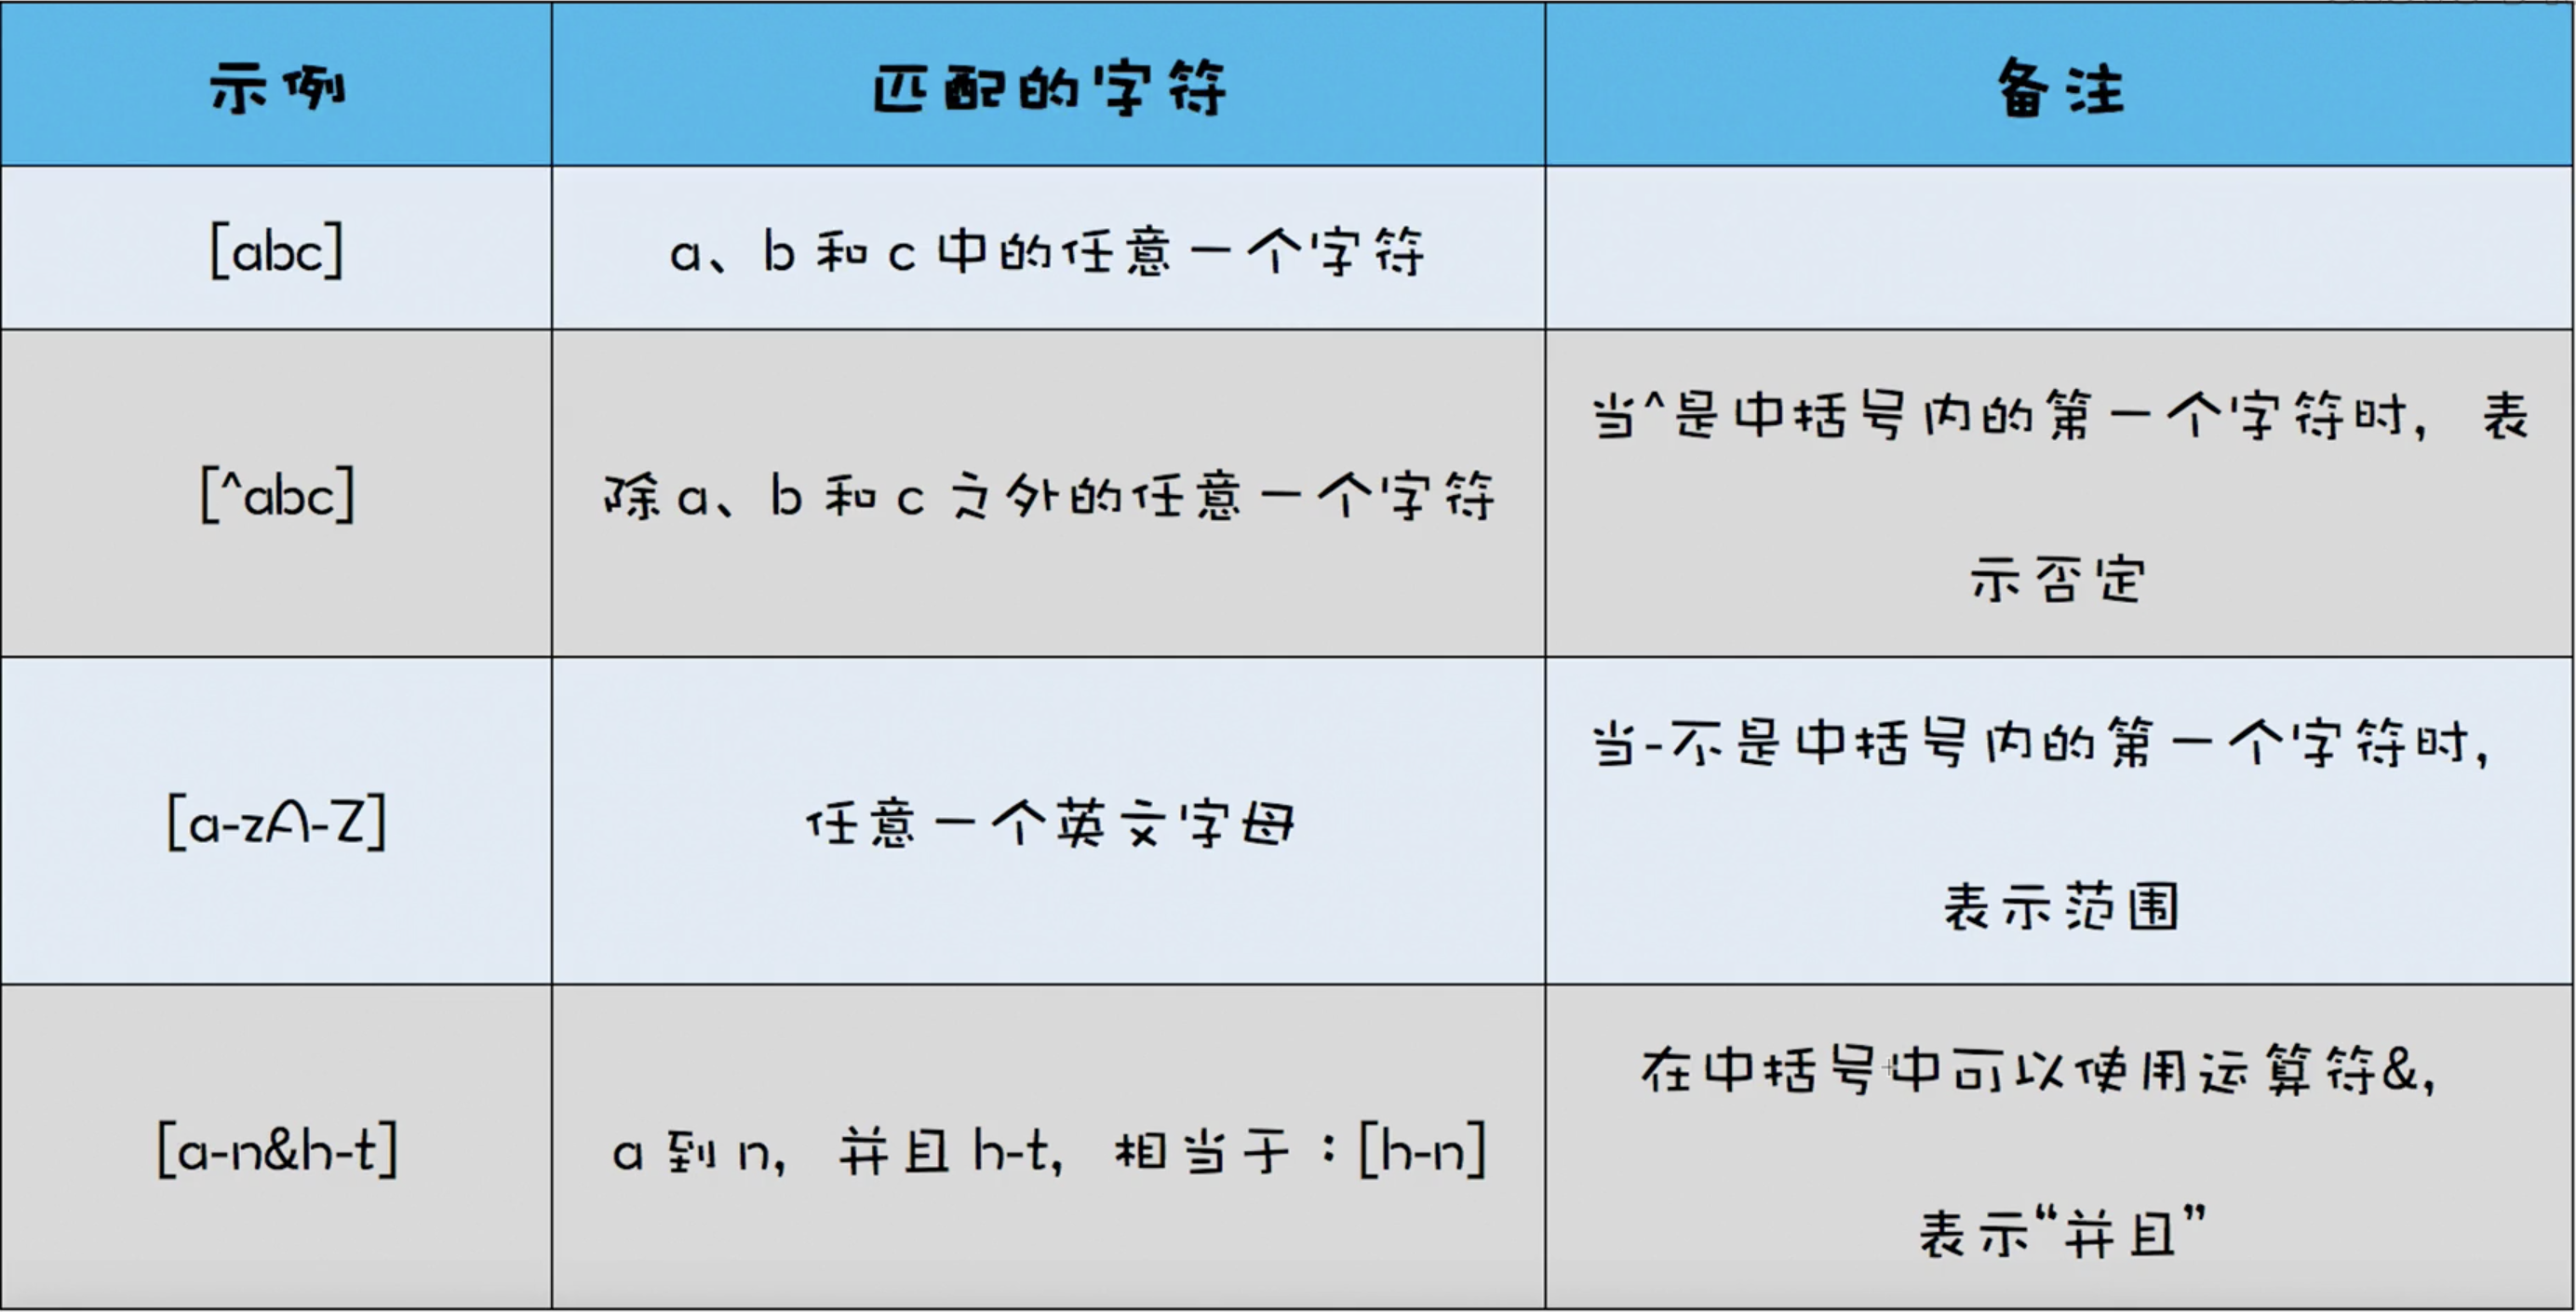 示例 匹配的字符 备注
[abc] a、b 和 c 中的任意一个字符
[^abc] 除 a、b 和 c 之外的任意一个字符 当^是中括号内的第一个字符时，表
示否定
[a-zA-Z] 任意一个英文字母 当-不是中括号内的第一个字符时，
表示范围
[a-n&h-t] a 到 n，并且 h-t，相当于：[h-n] 在中括号中可以使用运算符&，
表示“并且”